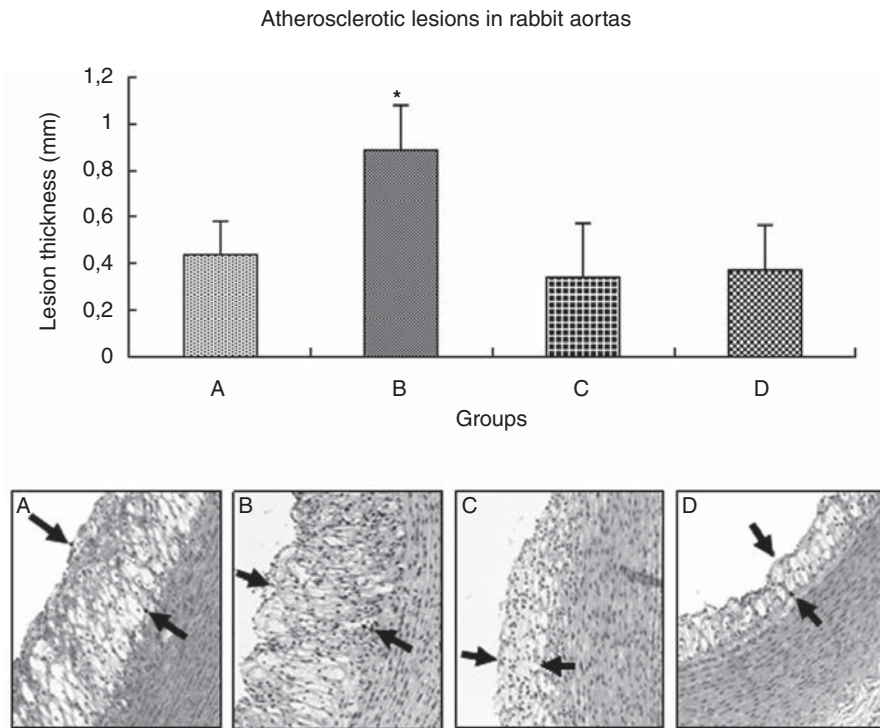 Atherosclerotic lesions in rabbit aortas
1,2
1
0,8
0,6
0,4
0,2
0
Lesion thickness (mm)
*
A B C D
Groups
A B C D